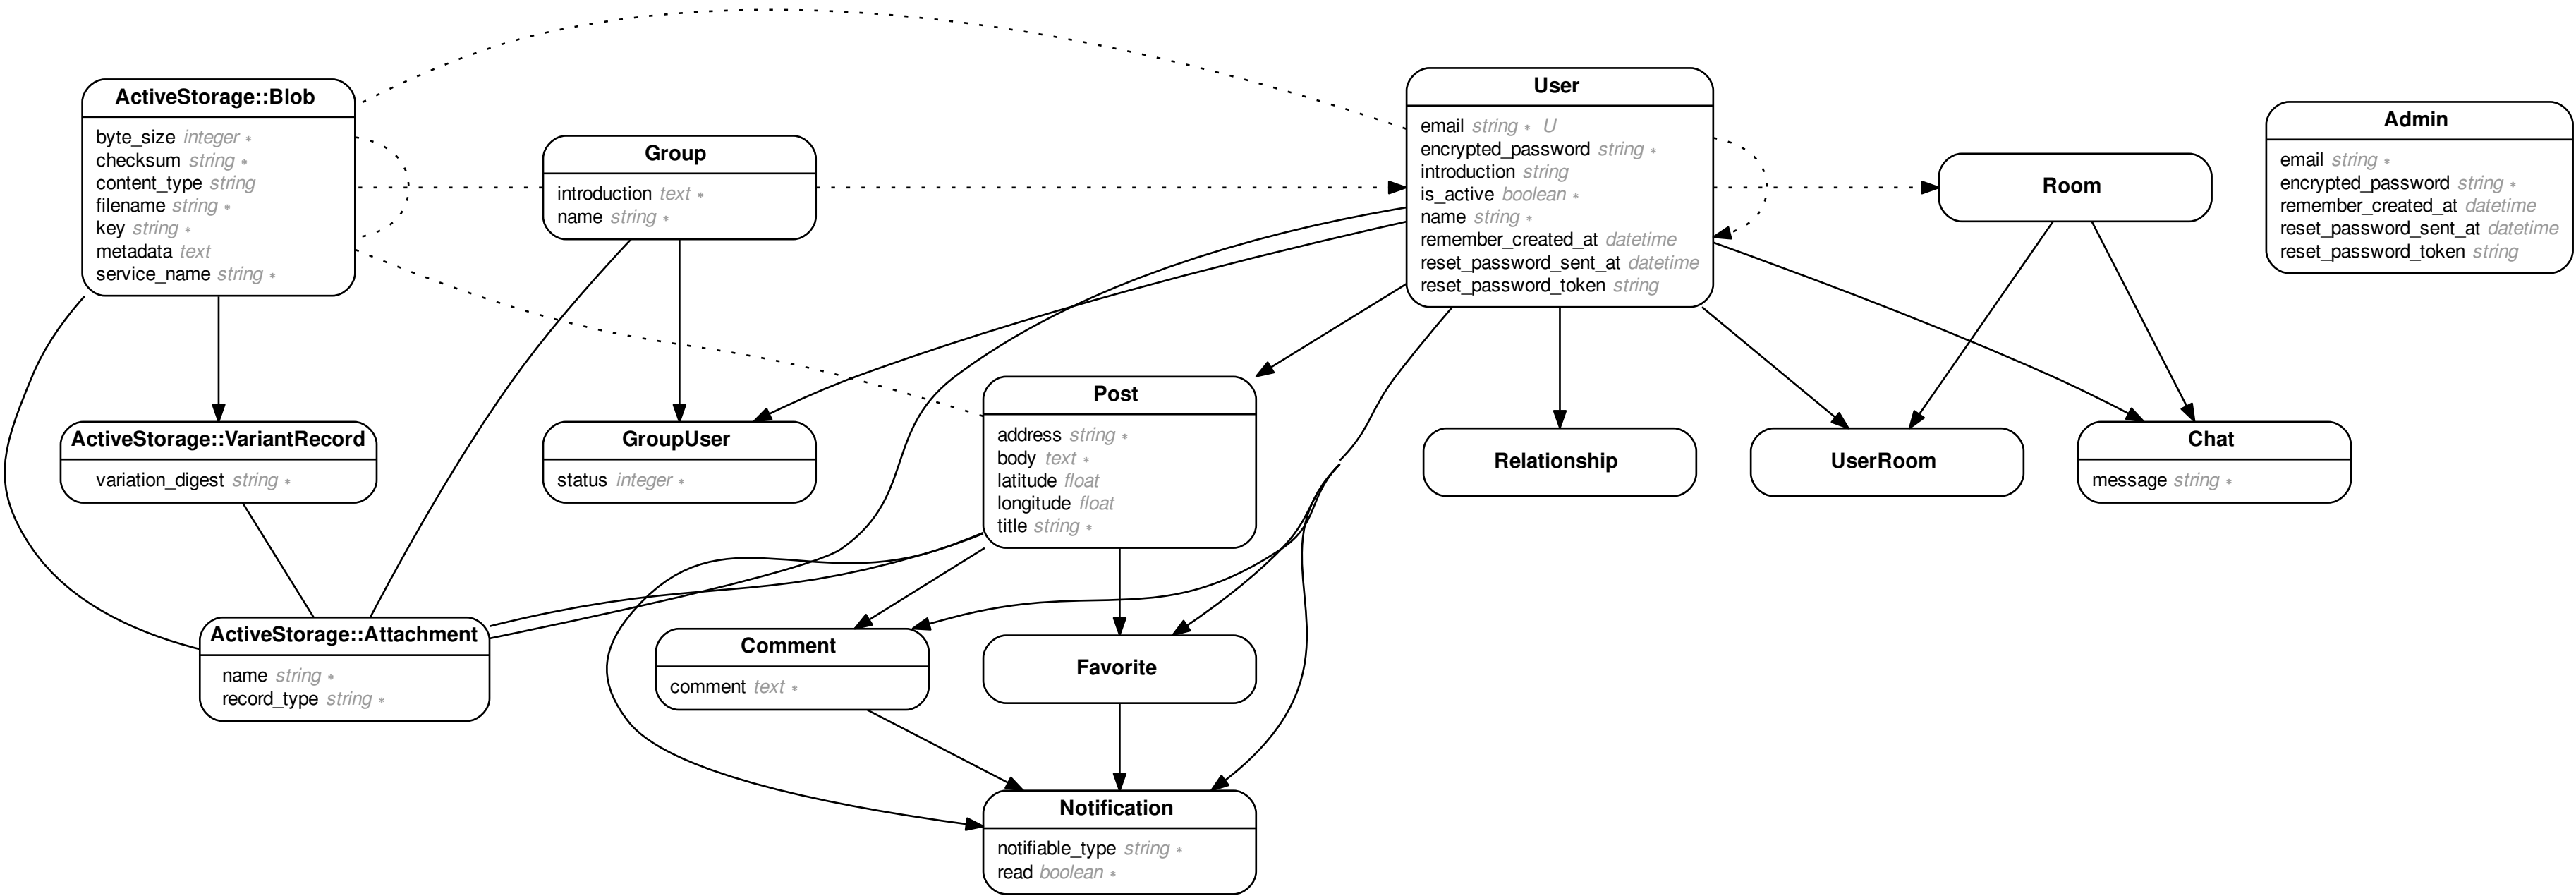 ActiveStorage::Blob
byte_size integer *
checksum string *
content_type string
filename string *
key string *
metadata text
service_name string *
Group
introduction text *
name string *
User
email string * U
encrypted_password string *
introduction string
is_active boolean *
name string *
remember_created_at datetime
reset_password_sent_at datetime
reset_password_token string
Room
Admin
email string *
encrypted_password string *
remember_created_at datetime
reset_password_sent_at datetime
reset_password_token string
ActiveStorage::VariantRecord
variation_digest string *
GroupUser
status integer *
Post
address string *
body text *
latitude float
longitude float
title string *
Relationship
UserRoom
Chat
message string *
ActiveStorage::Attachment
name string *
record_type string *
Comment
comment text *
Favorite
Notification
notifiable_type string *
read boolean *